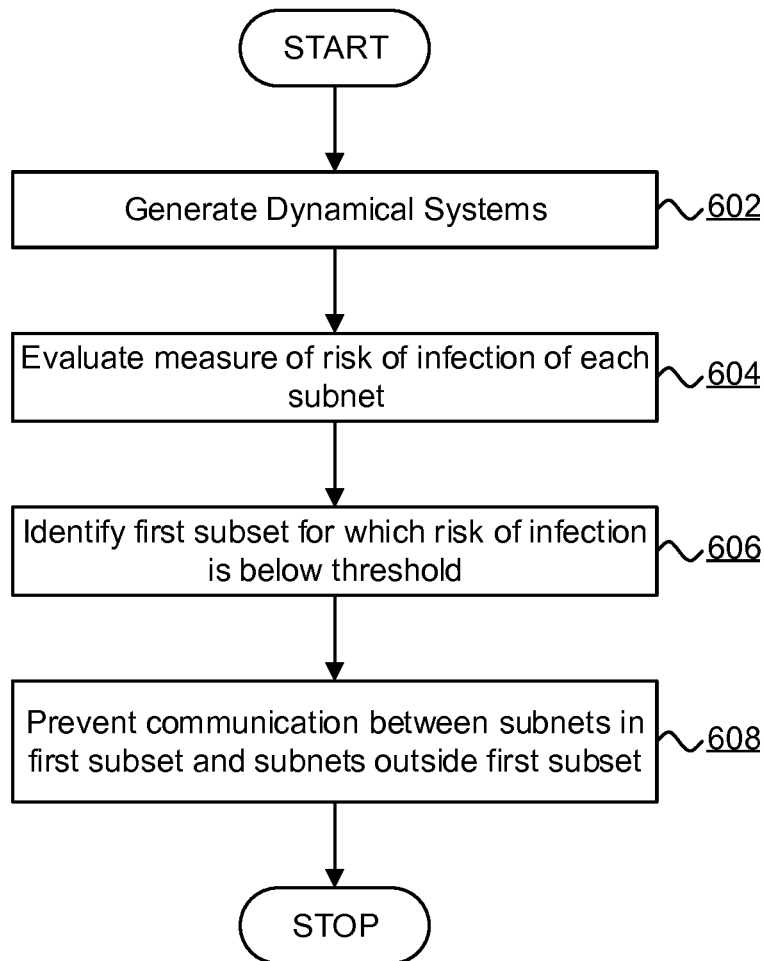 START
Generate Dynamical Systems
602
Evaluate measure of risk of infection of each
subnet
604
Identify first subset for which risk of infection
is below threshold
606
Prevent communication between subnets in
first subset and subnets outside first subset
608
STOP